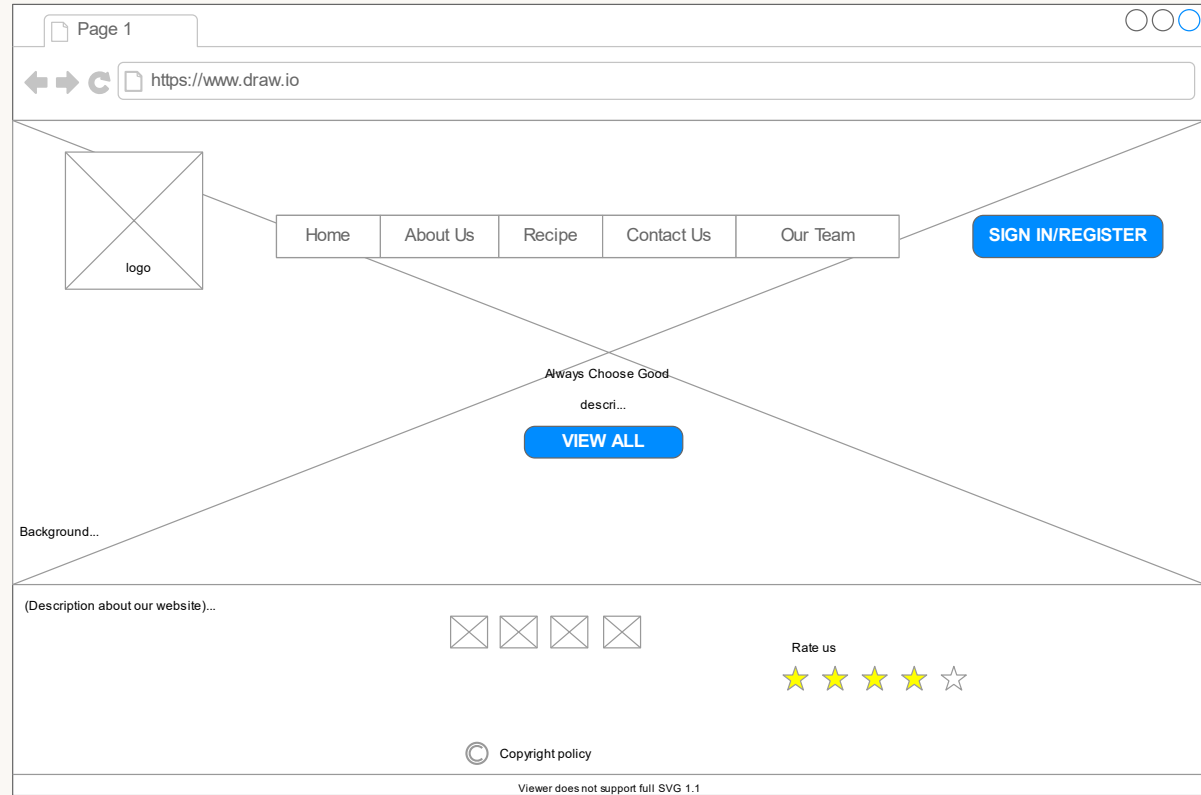 Page 1
https://www.draw.io
logo
Home About Us Recipe Contact Us Our Team
SIGN IN/REGISTER
Always Choose Good
descri...
VIEW ALL
Background...
(Description about our website)...
Rate us
Copyright policy
Viewer does not support full SVG 1.1